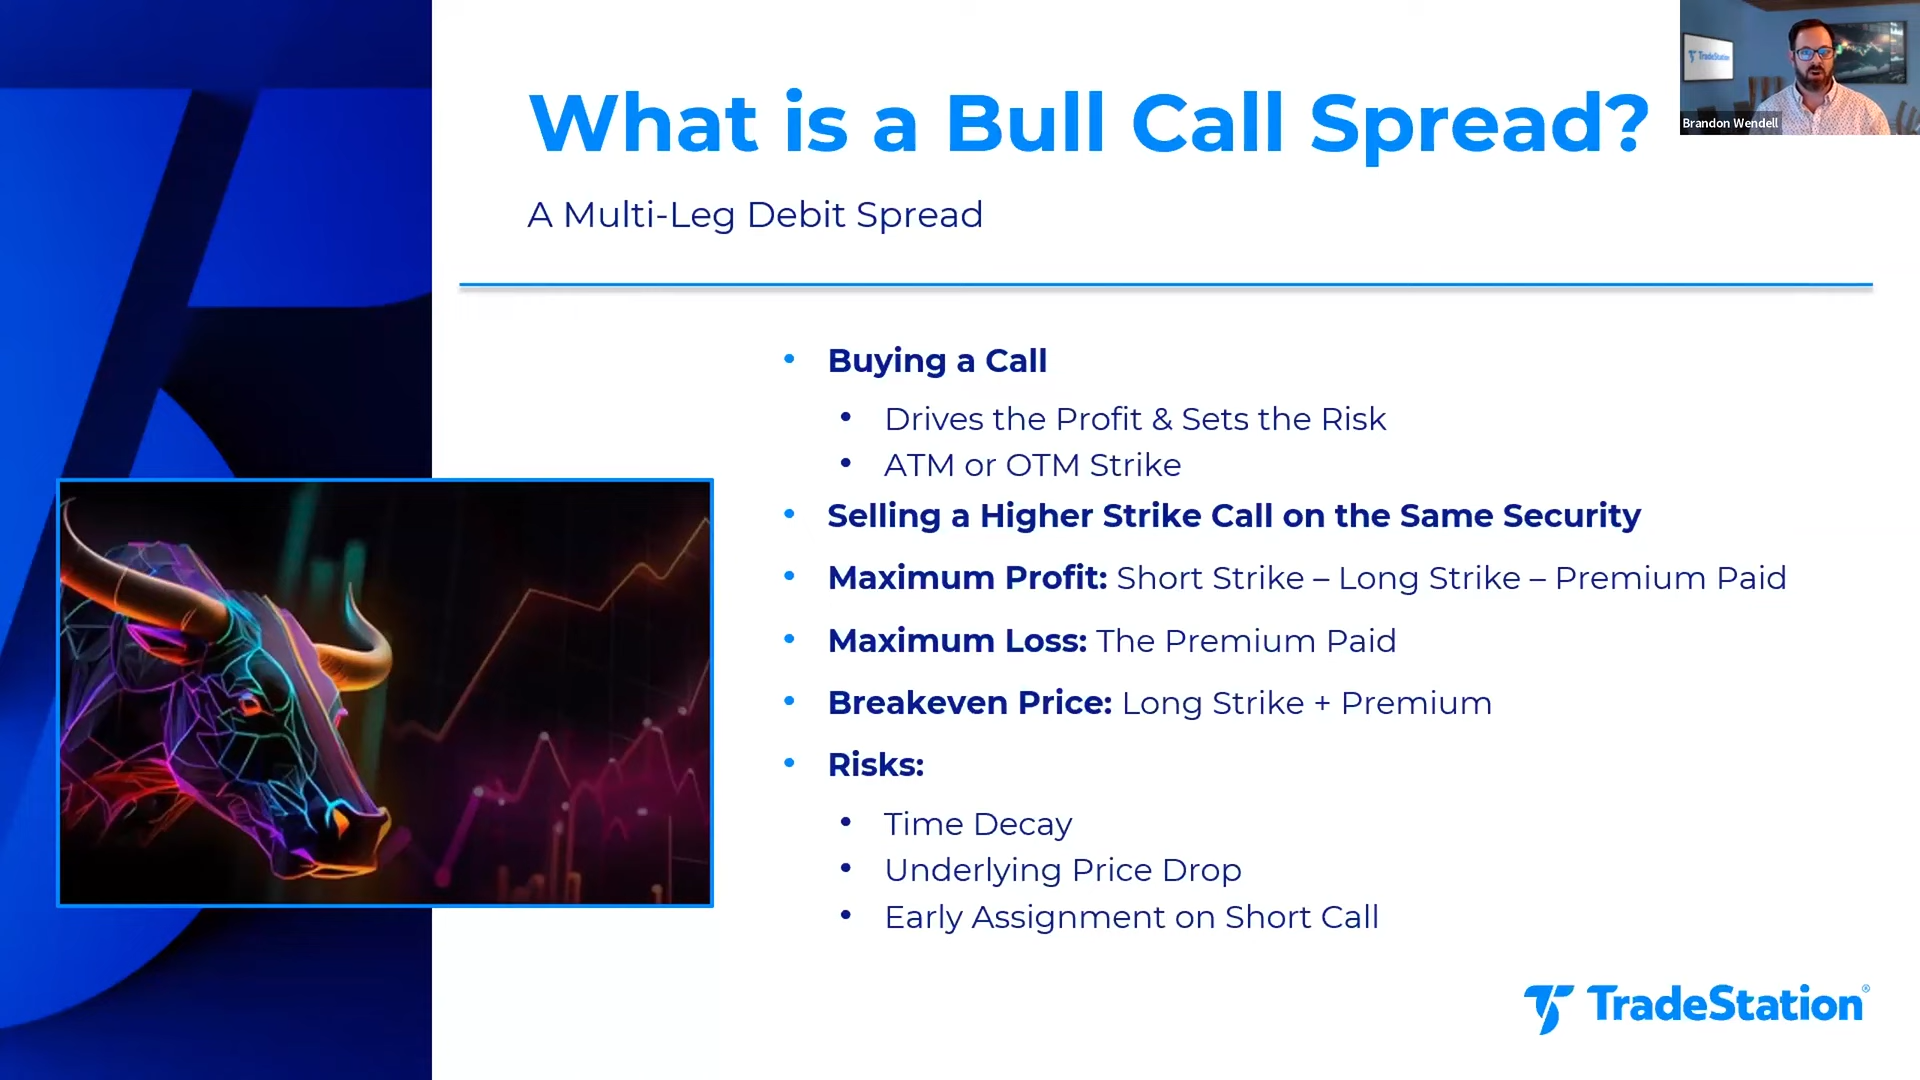 What is a Bull Call Spread?
A Multi-Leg Debit Spread
TradeStation
Brandon Wendell
• Buying a Call
• Drives the Profit & Sets the Risk
• ATM or OTM Strike
• Selling a Higher Strike Call on the Same Security
• Maximum Profit: Short Strike – Long Strike – Premium Paid
• Maximum Loss: The Premium Paid
• Breakeven Price: Long Strike + Premium
• Risks:
• Time Decay
• Underlying Price Drop
• Early Assignment on Short Call
TradeStation®